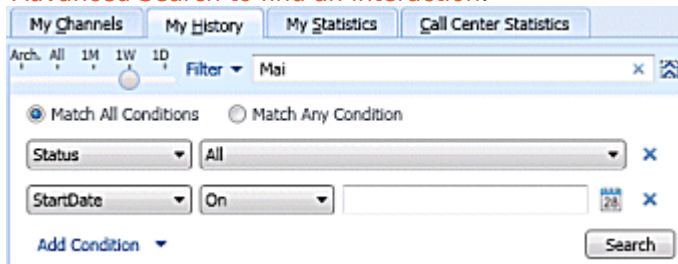 Advanced Search to find an interaction.
My Channels My History My Statistics Call Center Statistics
Arch. All 1M 1W 1D Filter Mai
Match All Conditions Match Any Condition
Status All
StartDate On 28
Add Condition Search